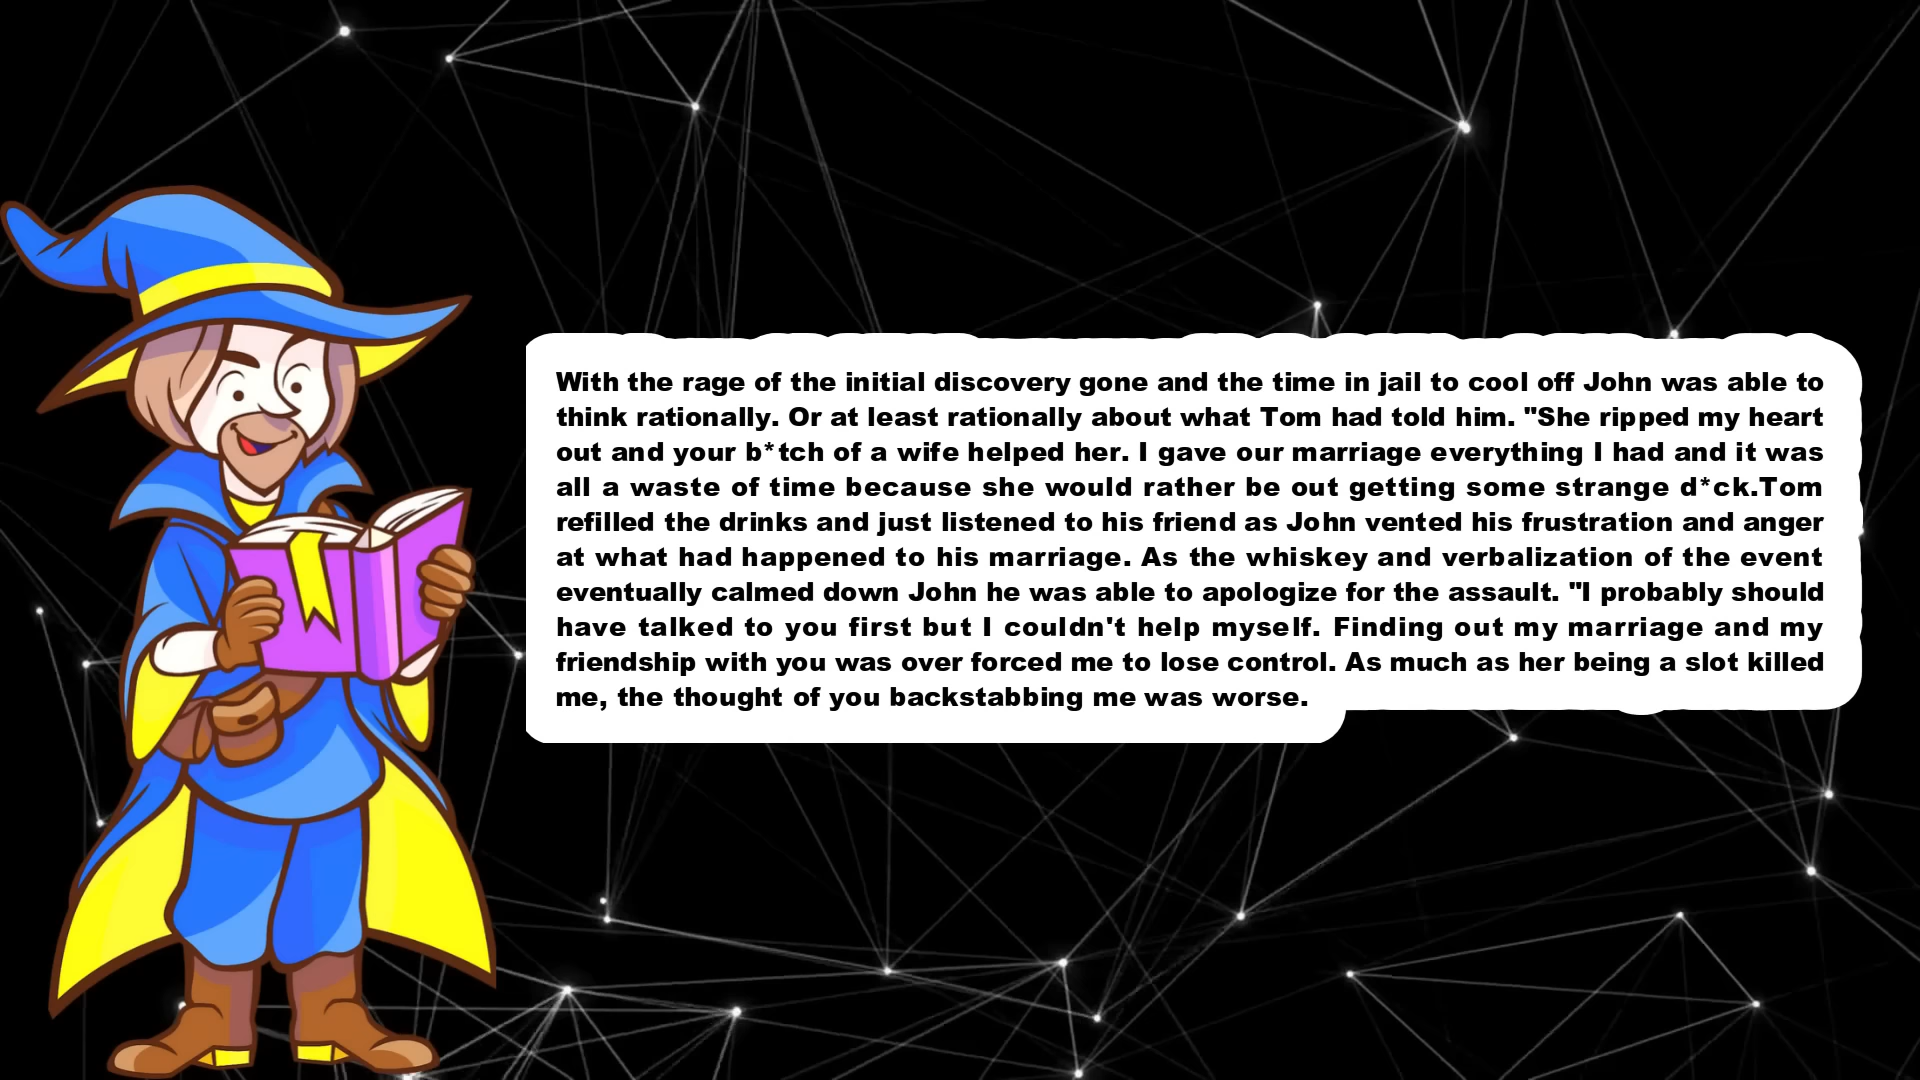 With the rage of the initial discovery gone and the time in jail to cool off John was able to
think rationally. Or at least rationally about what Tom had told him. "She ripped my heart
out and your b*tch of a wife helped her. I gave our marriage everything I had and it was
all a waste of time because she would rather be out getting some strange d*ck.Tom
refilled the drinks and just listened to his friend as John vented his frustration and anger
at what had happened to his marriage. As the whiskey and verbalization of the event
eventually calmed down John he was able to apologize for the assault. "I probably should
have talked to you first but I couldn't help myself. Finding out my marriage and my
friendship with you was over forced me to lose control. As much as her being a slot killed
me, the thought of you backstabbing me was worse.